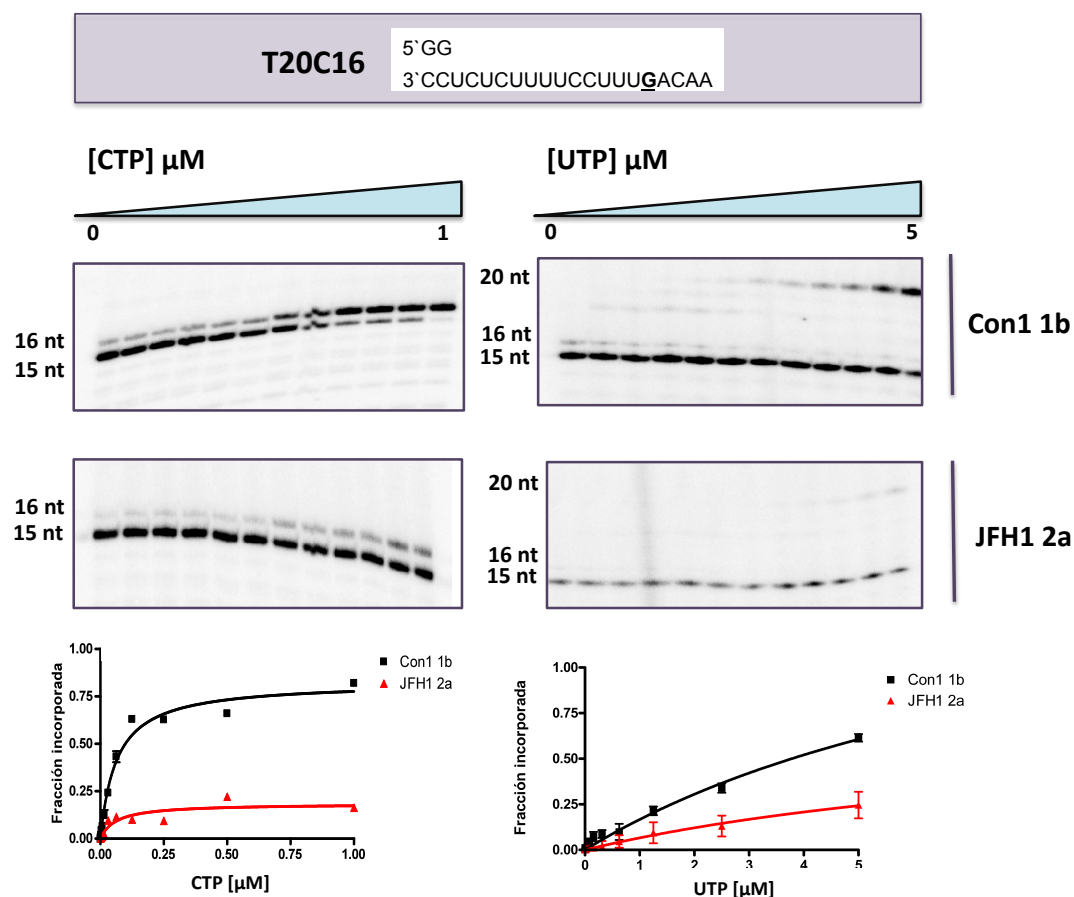 T20C16
5`GG
3`CCUCUCUUUUCCUUUGACAA
[CTP] µM
[UTP] µM
0 1
0 5
20 nt
16 nt
15 nt
16 nt
15 nt
Con1 1b
16 nt
15 nt
20 nt
16 nt
15 nt
JFH1 2a
Fracción incorporada
1.00
0.75
0.50
0.25
0.00
0.00 0.25 0.50 0.75 1.00
CTP [µM]
Con1 1b
JFH1 2a
Fracción incorporada
1.00
0.75
0.50
0.25
0.00
0 1 2 3 4 5
UTP [µM]
Con1 1b
JFH1 2a